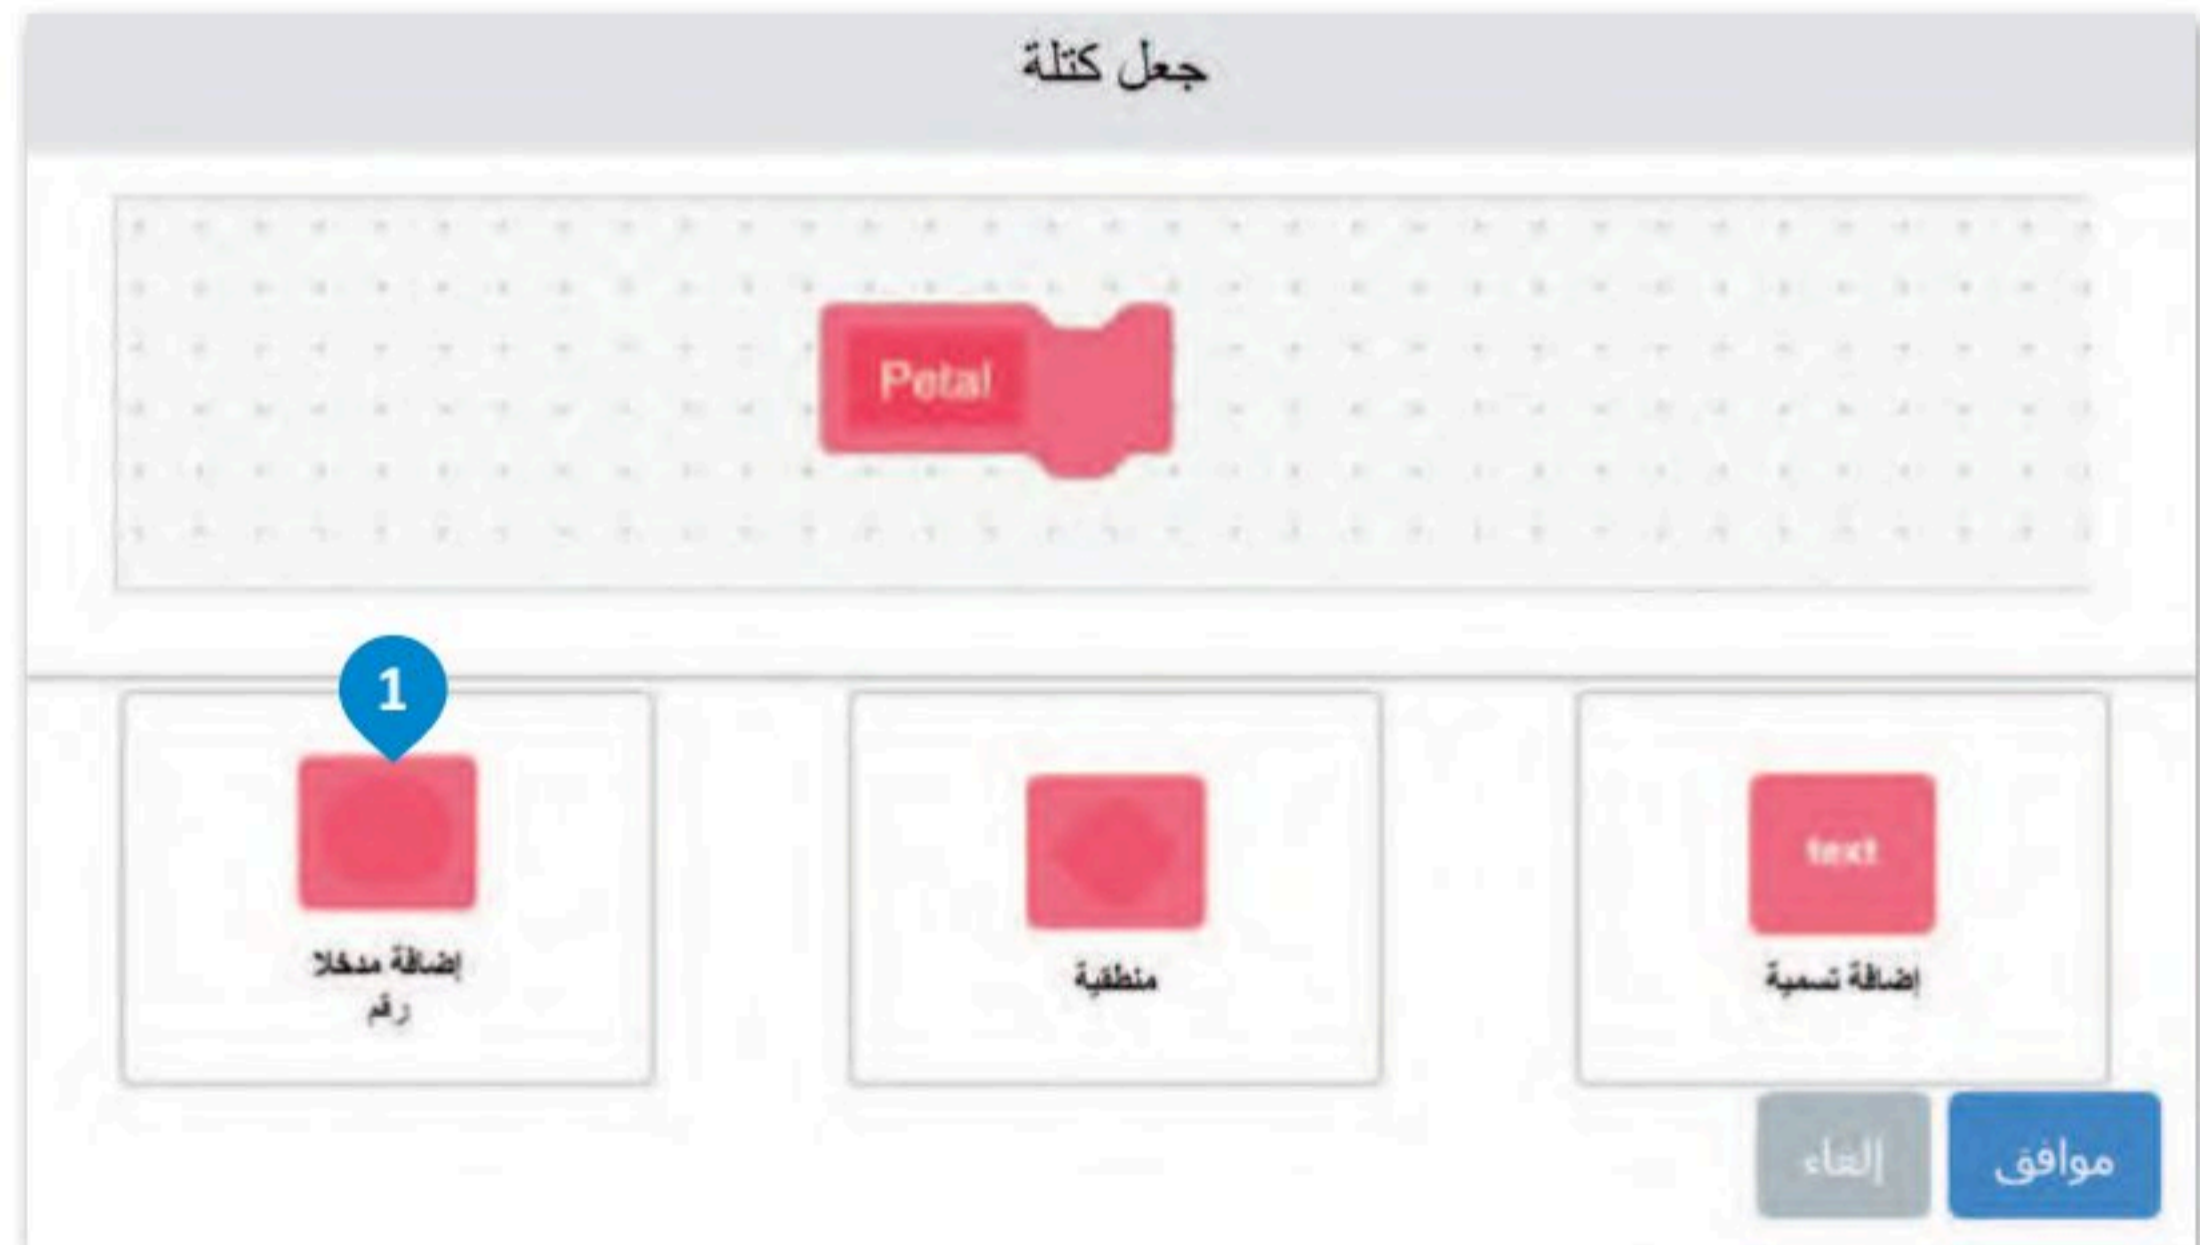 جعل كتلة
Petal
1
text
إضافة تسمية
منطقية
إضافة مدخلا
رقم
موافق
إلغاء